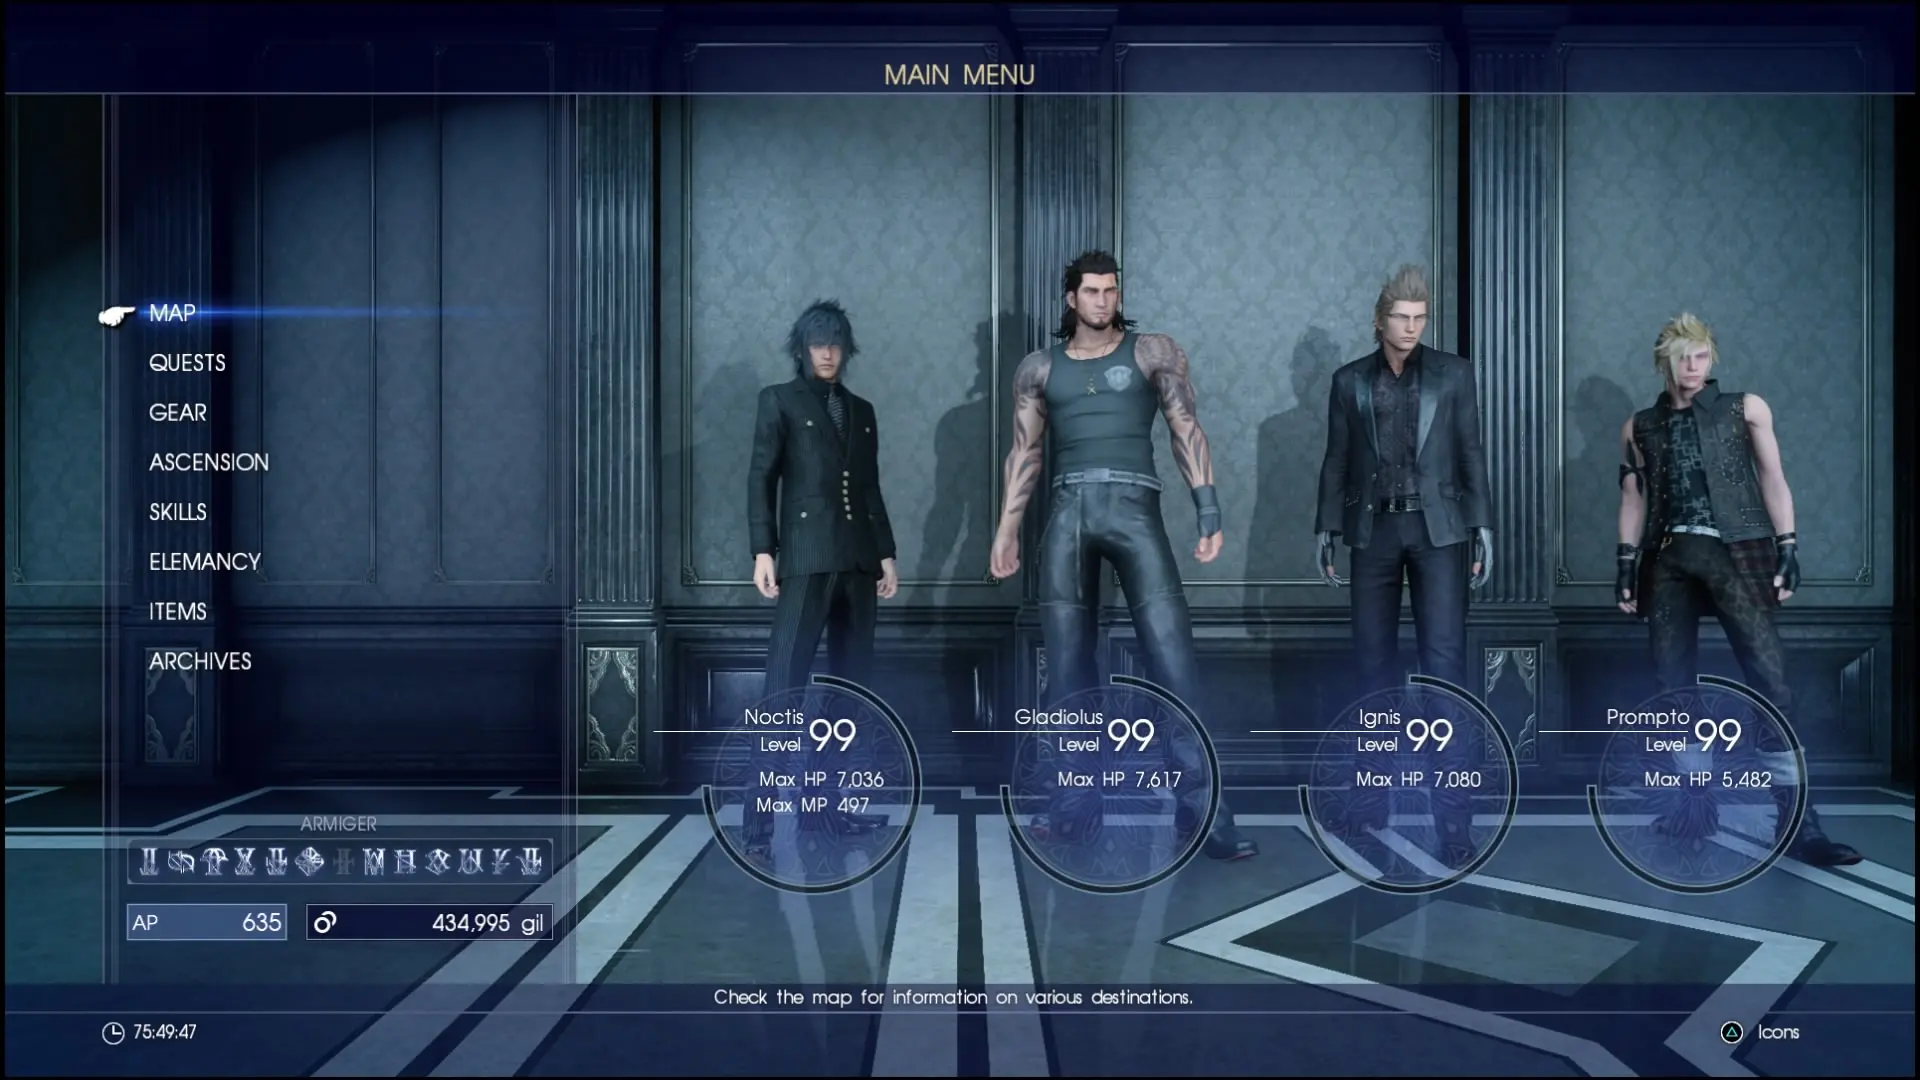 MAIN MENU
MAP
QUESTS
GEAR
ASCENSION
SKILLS
ELEMANCY
ITEMS
ARCHIVES
Noctis
Level 99
Max HP 7,036
Max MP 497
Gladiolus
Level 99
Max HP 7,617
Ignis
Level 99
Max HP 7,080
Prompto
Level 99
Max HP 5,482
ARMIGER
AP 635
434,995 gil
Check the map for information on various destinations.
75:49:47
Icons